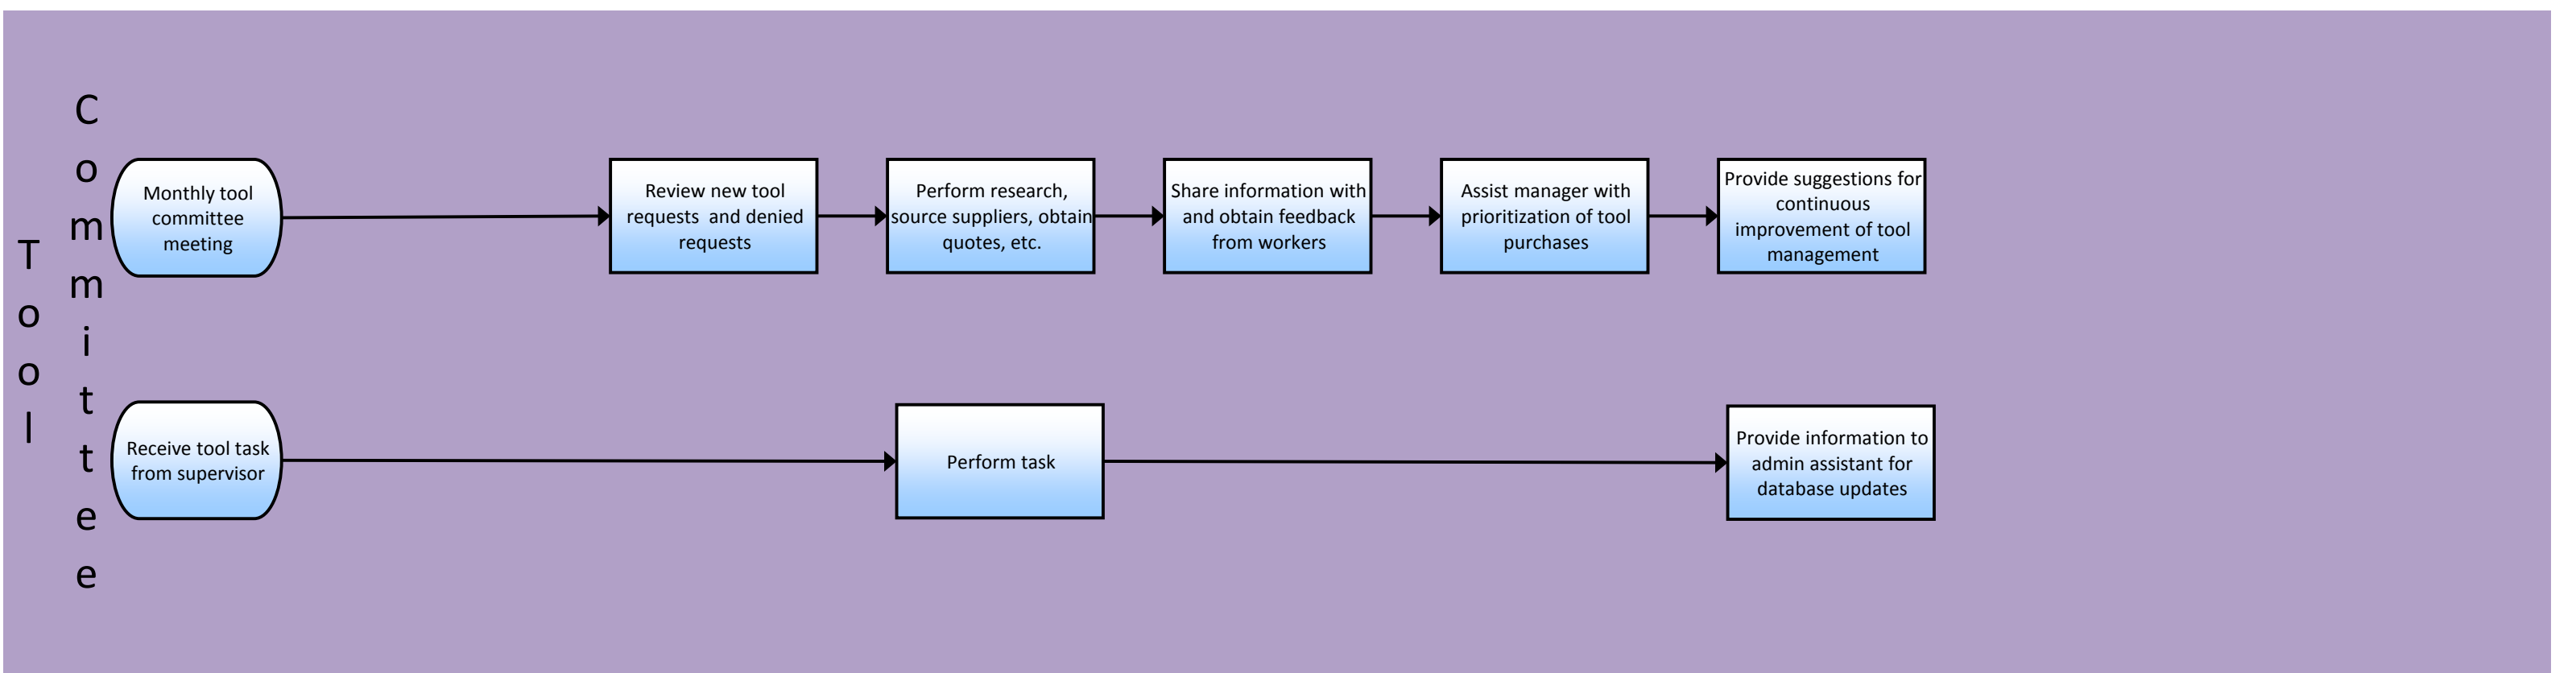 Tool
Committee
Monthly tool
committee
meeting
Review new tool
requests  and denied
requests
Perform research,
source suppliers, obtain
quotes, etc.
Share information with
and obtain feedback
from workers
Assist manager with
prioritization of tool
purchases
Provide suggestions for
continuous
improvement of tool
management
Receive tool task
from supervisor
Perform task
Provide information to
admin assistant for
database updates